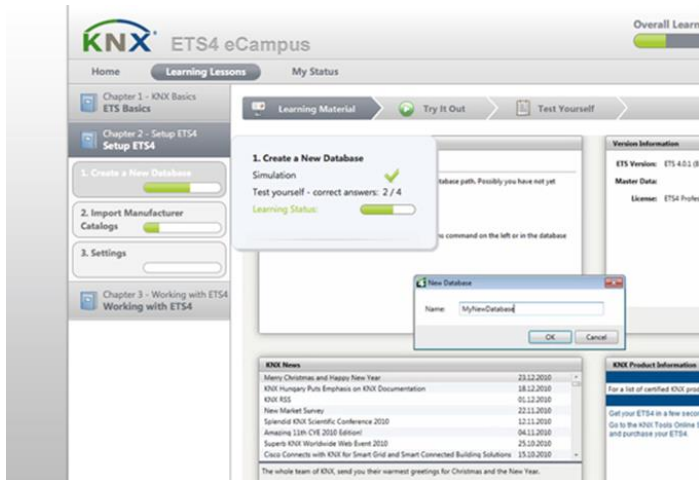 KNX ETS4 eCampus
Overall Learn
Home Learning Lessons My Status
Chapter 1 - KNX Basics
ETS Basics
Chapter 2 - Setup ETS4
Setup ETS4
1. Create a New Database
2. Import Manufacturer
Catalogs
3. Settings
Chapter 3 - Working with ETS4
Working with ETS4
Learning Material Try It Out Test Yourself
1. Create a New Database
Simulation
Test yourself - correct answers: 2 / 4
Learning Status:
tabase path. Possibly you have not yet
ns command on the left or in the database
Version Information
ETS Version: ETS 4.0.1 (B
Master Data:
License: ETS4 Profes
New Database
Name: MyNewDatabase
OK Cancel
KNX News
Merry Christmas and Happy New Year 23.12.2010
KNX Hungary Puts Emphasis on KNX Documentation 18.12.2010
KNX RSS 01.12.2010
New Market Survey 22.11.2010
Splendid KNX Scientific Conference 2010 12.11.2010
Amazing 11th CYE 2010 Edition! 04.11.2010
Superb KNX Worldwide Web Event 2010 25.10.2010
Cisco Connects with KNX for Smart Grid and Smart Connected Building Solutions 15.10.2010
The whole team of KNX, send you their warmest greetings for Christmas and the New Year.
KNX Product Information
For a list of certified KNX prod
Get your ETS4 in a few secon
Go to the KNX Tools Online S
and purchase your ETS4.